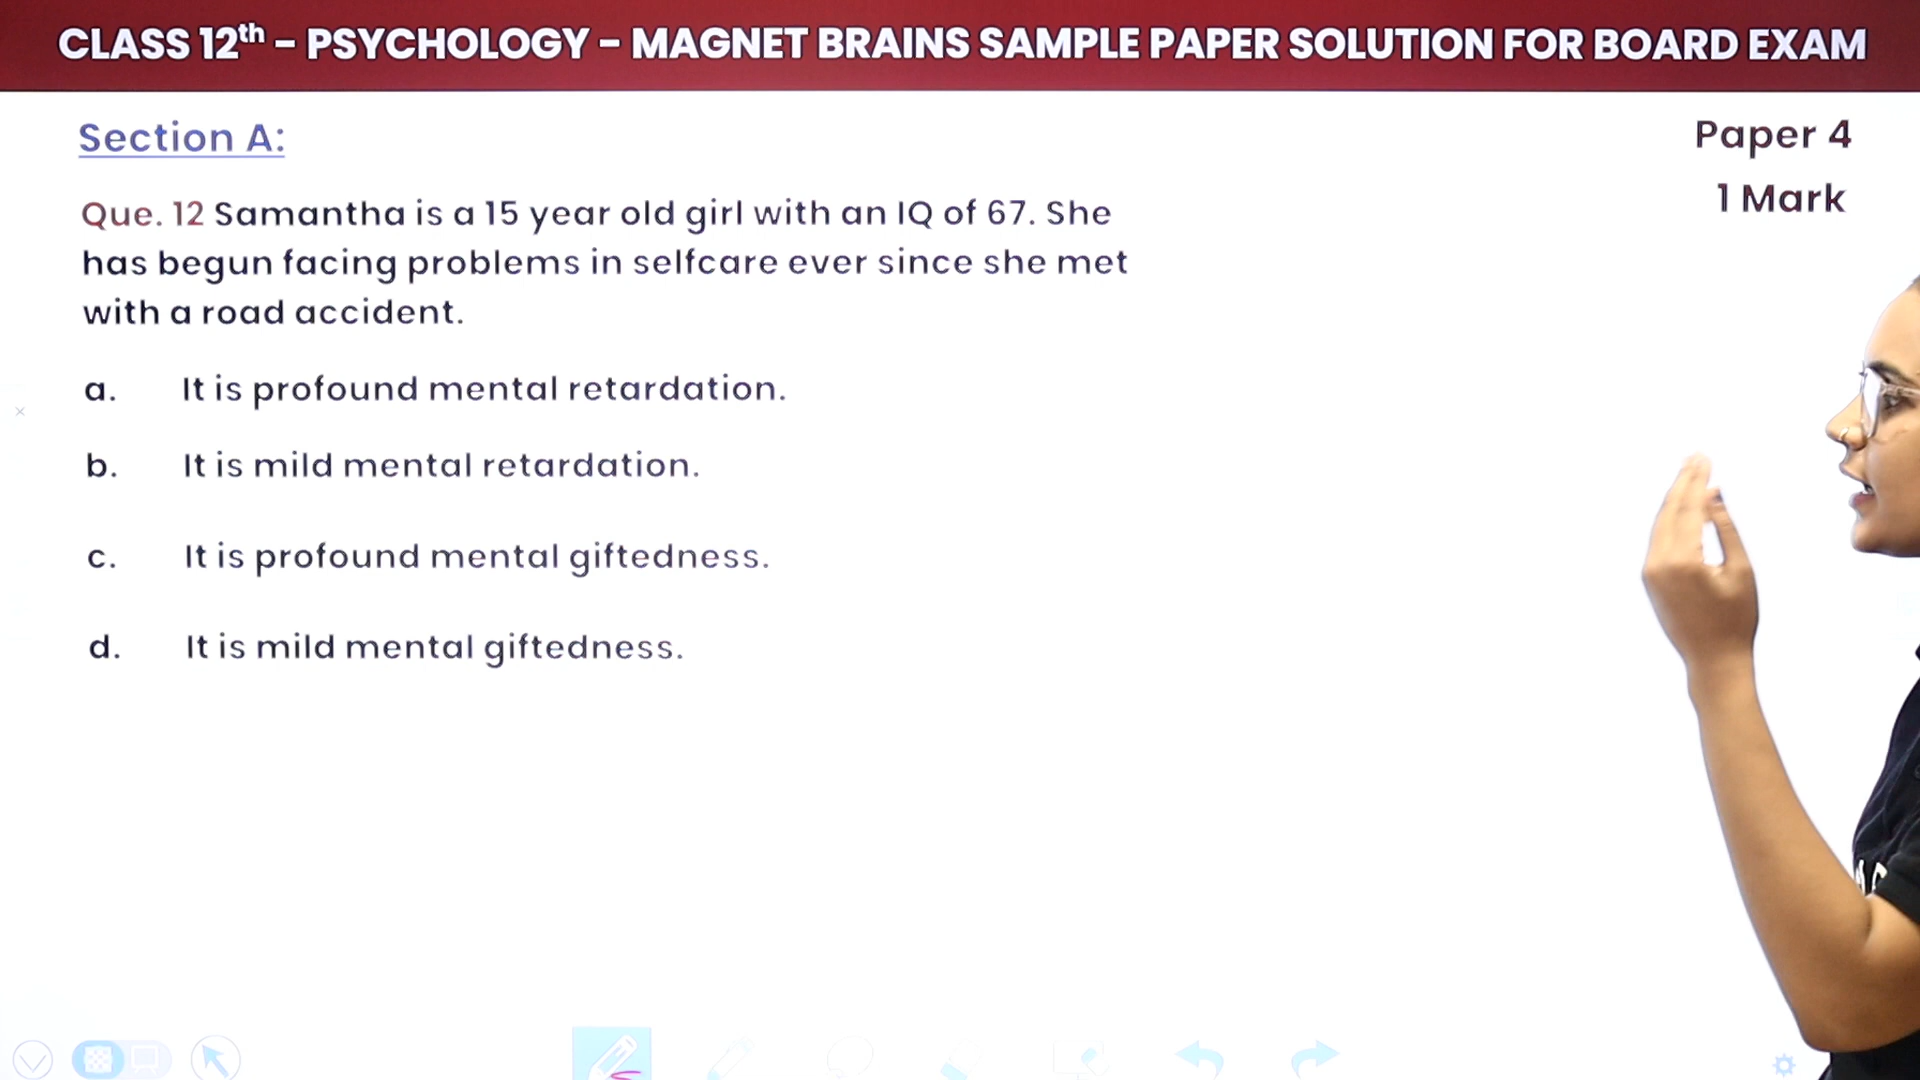 CLASS 12th – PSYCHOLOGY – MAGNET BRAINS SAMPLE PAPER SOLUTION FOR BOARD EXAM
Section A:
Paper 4
1 Mark
Que. 12 Samantha is a 15 year old girl with an IQ of 67. She
has begun facing problems in selfcare ever since she met
with a road accident.
a. It is profound mental retardation.
b. It is mild mental retardation.
c. It is profound mental giftedness.
d. It is mild mental giftedness.